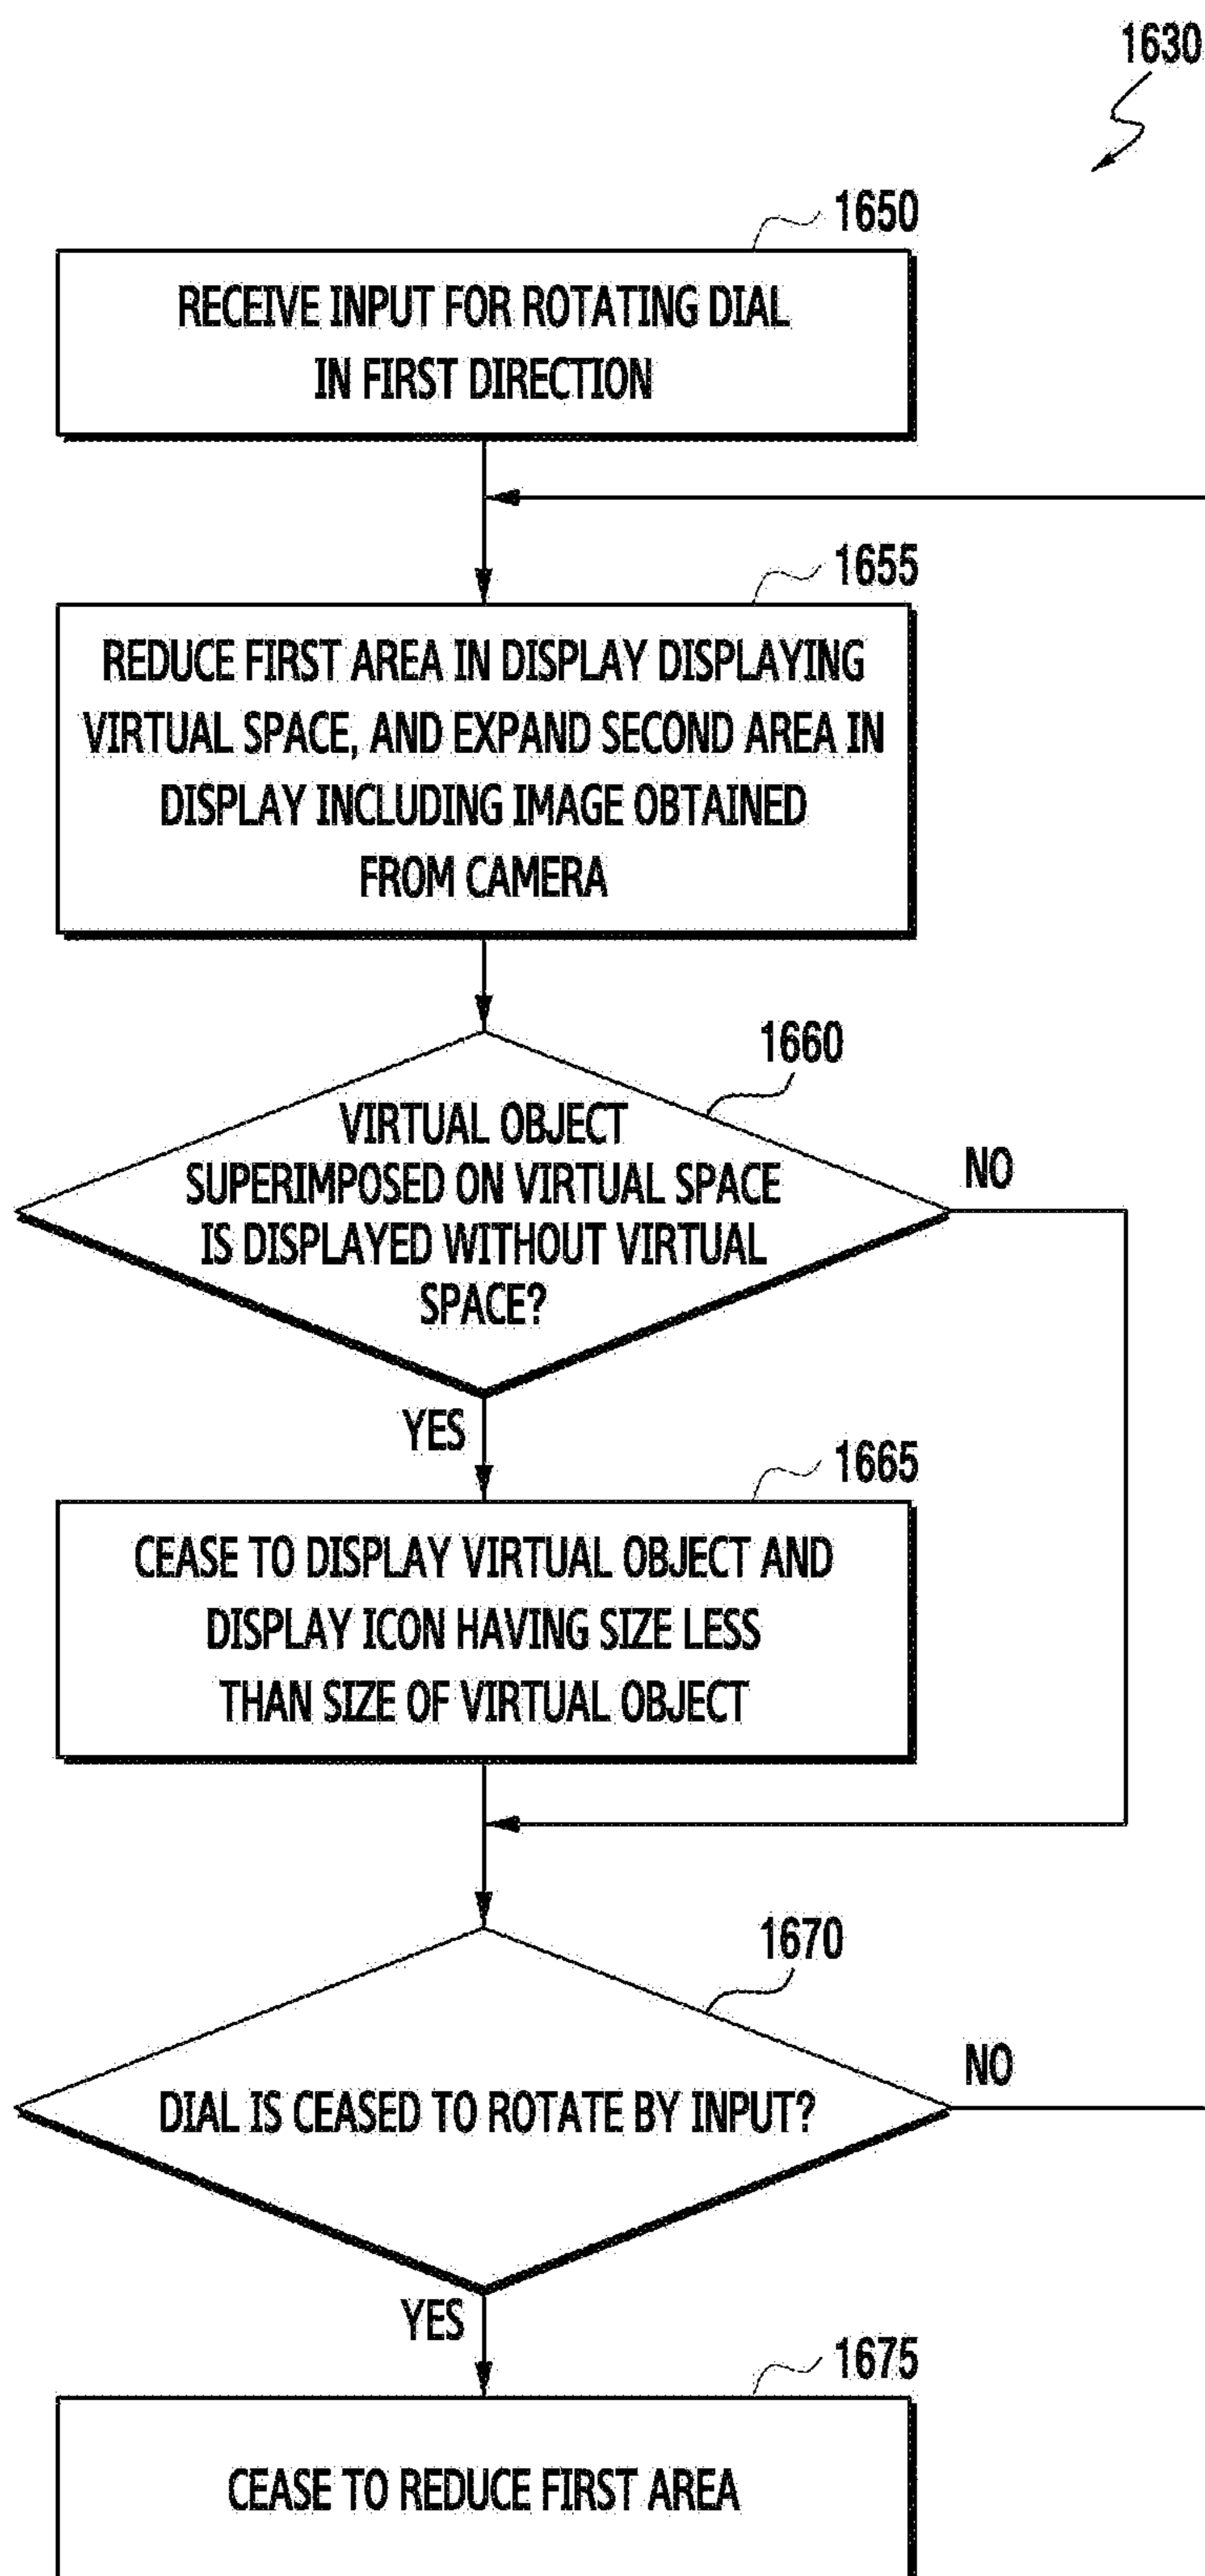 1630
1650
RECEIVE INPUT FOR ROTATING DIAL
IN FIRST DIRECTION
1655
REDUCE FIRST AREA IN DISPLAY DISPLAYING
VIRTUAL SPACE, AND EXPAND SECOND AREA IN
DISPLAY INCLUDING IMAGE OBTAINED
FROM CAMERA
1660
VIRTUAL OBJECT
SUPERIMPOSED ON VIRTUAL SPACE
IS DISPLAYED WITHOUT VIRTUAL
SPACE?
NO
YES
1665
CEASE TO DISPLAY VIRTUAL OBJECT AND
DISPLAY ICON HAVING SIZE LESS
THAN SIZE OF VIRTUAL OBJECT
1670
DIAL IS CEASED TO ROTATE BY INPUT?
NO
YES
1675
CEASE TO REDUCE FIRST AREA